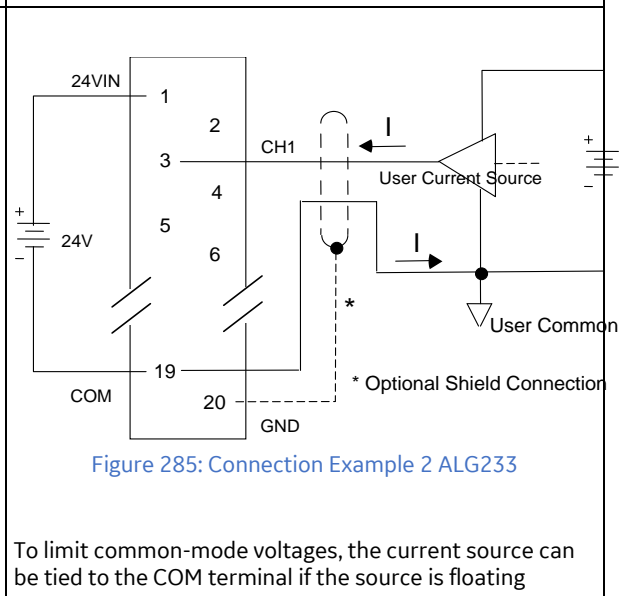 24VIN
1
2
3
CH1
I
User Current Source
+
-
4
5
6
+
24V
-
I
*
User Common
19
COM
20
GND
* Optional Shield Connection
Figure 285: Connection Example 2 ALG233
To limit common-mode voltages, the current source can
be tied to the COM terminal if the source is floating